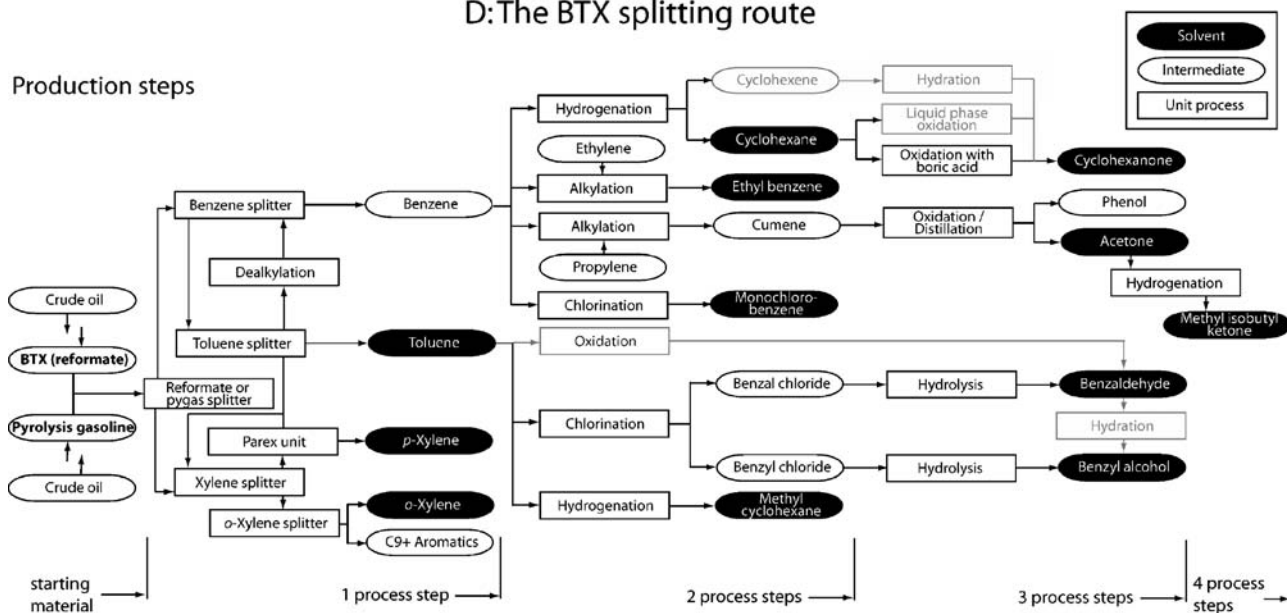 D: The BTX splitting route
Production steps
Solvent
Intermediate
Unit process
Cyclohexene
Hydration
Hydrogenation
Liquid phase
oxidation
Cyclohexane
Ethylene
Oxidation with
boric acid
Cyclohexanone
Benzene splitter
Benzene
Alkylation
Ethyl benzene
Phenol
Alkylation
Cumene
Oxidation /
Distillation
Acetone
Dealkylation
Propylene
Hydrogenation
Crude oil
Chlorination
Monochloro-
benzene
Methyl isobutyl
ketone
Toluene splitter
Toluene
Oxidation
BTX (reformate)
Reformate or
pygas splitter
Benzal chloride
Hydrolysis
Benzaldehyde
Pyrolysis gasoline
Chlorination
Hydration
Parex unit
p-Xylene
Crude oil
Xylene splitter
Benzyl chloride
Hydrolysis
Benzyl alcohol
o-Xylene
Hydrogenation
Methyl
cyclohexane
o-Xylene splitter
C9+ Aromatics
starting
material
1 process step
2 process steps
3 process steps
4 process
steps